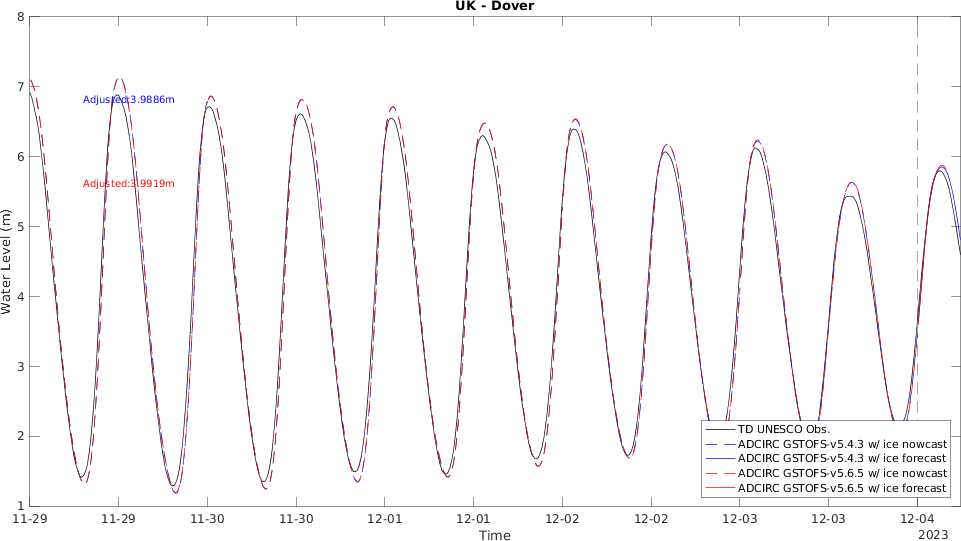 UK - Dover
8
7
6
5
4
3
2
1
Water Level (m)
Adjusted:3.9886m
Adjusted:3.9919m
TD UNESCO Obs.
ADCIRC GSTOFS-v5.4.3 w/ ice nowcast
ADCIRC GSTOFS-v5.4.3 w/ ice forecast
ADCIRC GSTOFS-v5.6.5 w/ ice nowcast
ADCIRC GSTOFS-v5.6.5 w/ ice forecast
11-29 11-29 11-30 11-30 12-01 12-01 12-02 12-02 12-03 12-03 12-04
Time
2023